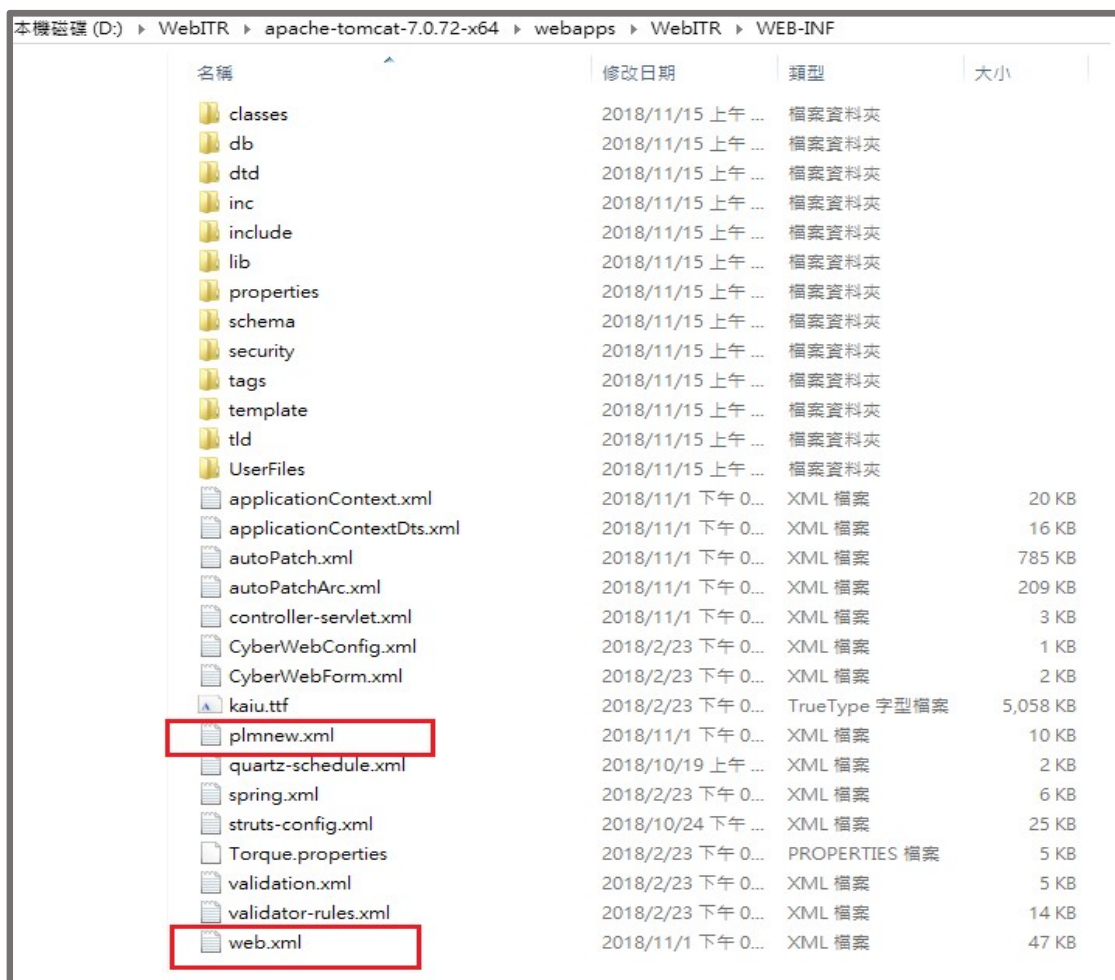 本機磁碟 (D:) ▸ WebITR ▸ apache-tomcat-7.0.72-x64 ▸ webapps ▸ WebITR ▸ WEB-INF
名稱 修改日期 類型 大小
classes 2018/11/15 上午 ... 檔案資料夾
db 2018/11/15 上午 ... 檔案資料夾
dtd 2018/11/15 上午 ... 檔案資料夾
inc 2018/11/15 上午 ... 檔案資料夾
include 2018/11/15 上午 ... 檔案資料夾
lib 2018/11/15 上午 ... 檔案資料夾
properties 2018/11/15 上午 ... 檔案資料夾
schema 2018/11/15 上午 ... 檔案資料夾
security 2018/11/15 上午 ... 檔案資料夾
tags 2018/11/15 上午 ... 檔案資料夾
template 2018/11/15 上午 ... 檔案資料夾
tld 2018/11/15 上午 ... 檔案資料夾
UserFiles 2018/11/15 上午 ... 檔案資料夾
applicationContext.xml 2018/11/1 下午 0... XML 檔案 20 KB
applicationContextDts.xml 2018/11/1 下午 0... XML 檔案 16 KB
autoPatch.xml 2018/11/1 下午 0... XML 檔案 785 KB
autoPatchArc.xml 2018/11/1 下午 0... XML 檔案 209 KB
controller-servlet.xml 2018/11/1 下午 0... XML 檔案 3 KB
CyberWebConfig.xml 2018/2/23 下午 0... XML 檔案 1 KB
CyberWebForm.xml 2018/2/23 下午 0... XML 檔案 2 KB
kaiu.ttf 2018/2/23 下午 0... TrueType 字型檔案 5,058 KB
plmnew.xml 2018/11/1 下午 0... XML 檔案 10 KB
quartz-schedule.xml 2018/10/19 上午 ... XML 檔案 2 KB
spring.xml 2018/2/23 下午 0... XML 檔案 6 KB
struts-config.xml 2018/10/24 下午 ... XML 檔案 25 KB
Torque.properties 2018/2/23 下午 0... PROPERTIES 檔案 5 KB
validation.xml 2018/2/23 下午 0... XML 檔案 5 KB
validator-rules.xml 2018/2/23 下午 0... XML 檔案 14 KB
web.xml 2018/11/1 下午 0... XML 檔案 47 KB